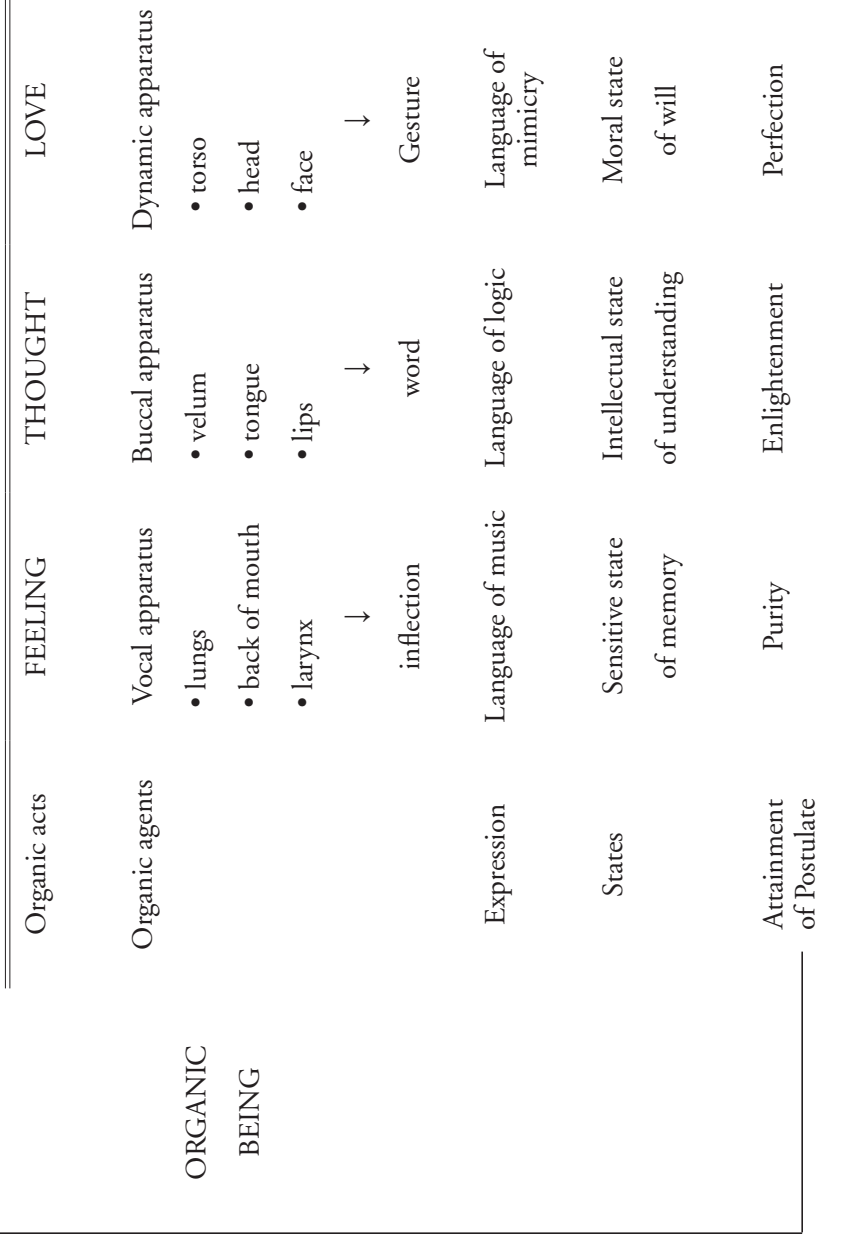 Organic acts FEELING THOUGHT LOVE
Organic agents Vocal apparatus Buccal apparatus Dynamic apparatus
ORGANIC • lungs • velum • torso
BEING • back of mouth • tongue • head
• larynx • lips • face
↓ ↓ ↓
inflection word Gesture
Expression Language of music Language of logic Language of
mimicry
States Sensitive state Intellectual state Moral state
of memory of understanding of will
Attainment Purity Enlightenment Perfection
of Postulate